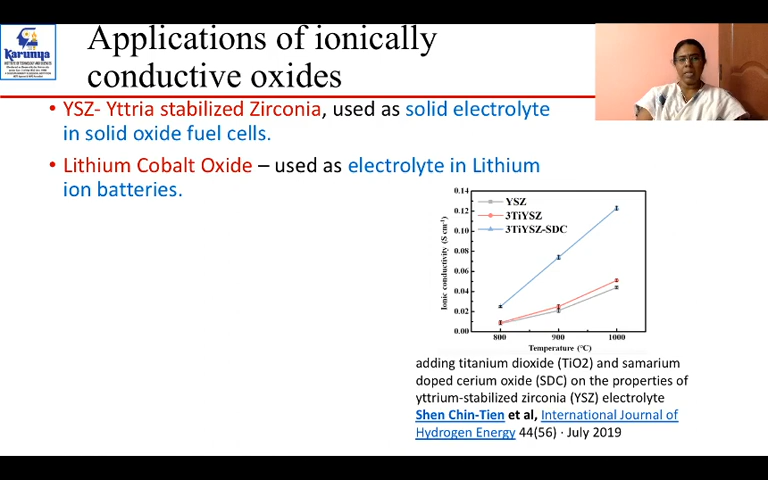 Karunya
Applications of ionically
conductive oxides
• YSZ- Yttria stabilized Zirconia, used as solid electrolyte
in solid oxide fuel cells.
• Lithium Cobalt Oxide – used as electrolyte in Lithium
ion batteries.
0.14
0.12
0.10
0.08
0.06
0.04
0.02
0.00
Ionic conductivity (S cm⁻¹)
YSZ
3TiYSZ
3TiYSZ-SDC
800 900 1000
Temperature (°C)
adding titanium dioxide (TiO2) and samarium
doped cerium oxide (SDC) on the properties of
yttrium-stabilized zirconia (YSZ) electrolyte
Shen Chin-Tien et al, International Journal of
Hydrogen Energy 44(56) · July 2019